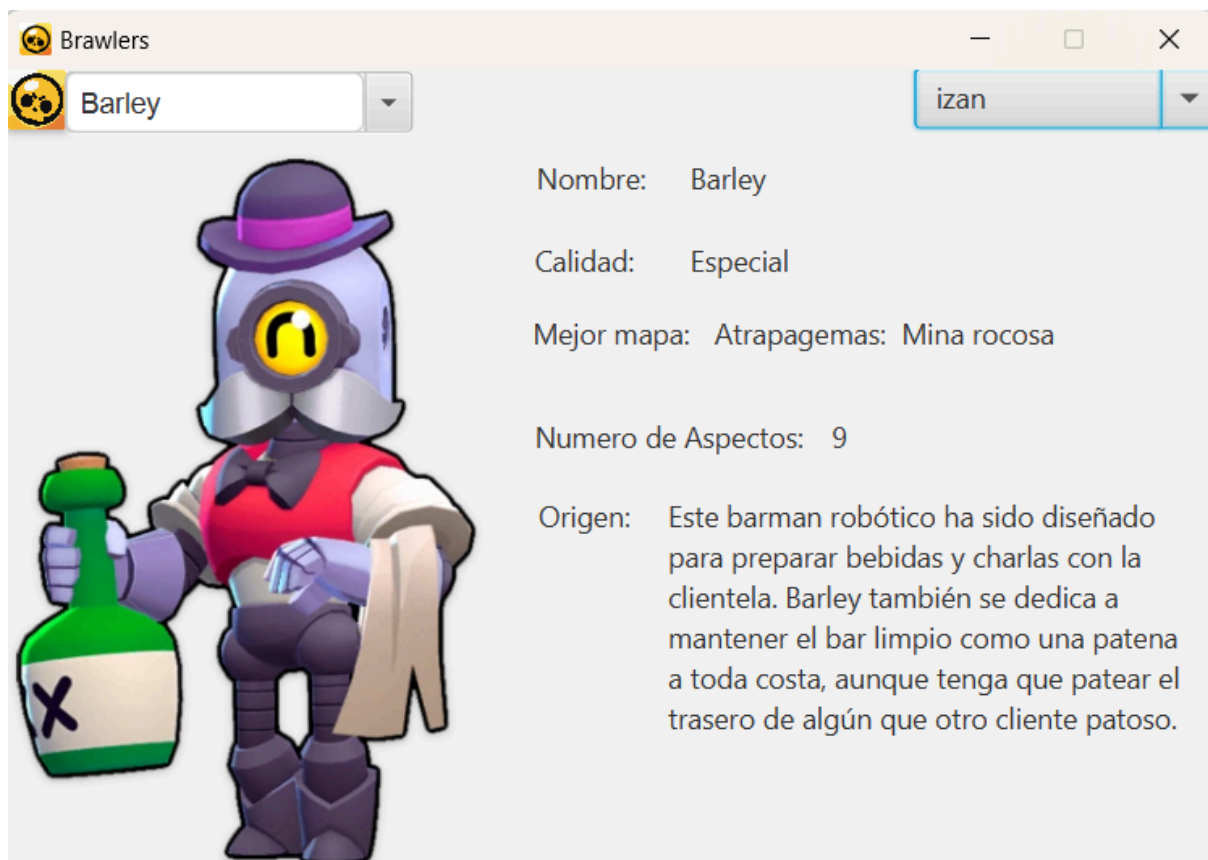 Brawlers
Barley
izan
Nombre: Barley
Calidad: Especial
Mejor mapa: Atrapagemas: Mina rocosa
Numero de Aspectos: 9
Origen: Este barman robótico ha sido diseñado
para preparar bebidas y charlas con la
clientela. Barley también se dedica a
mantener el bar limpio como una patena
a toda costa, aunque tenga que patear el
trasero de algún que otro cliente patoso.
X